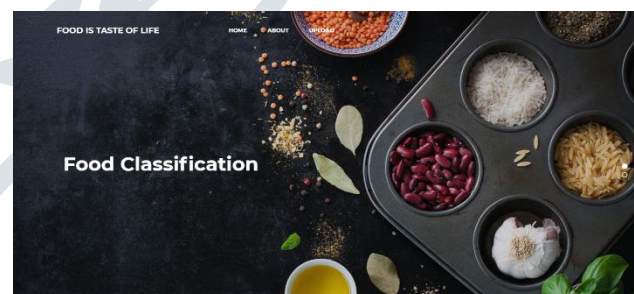 FOOD IS TASTE OF LIFE
HOME
ABOUT
UPLOAD
Food Classification